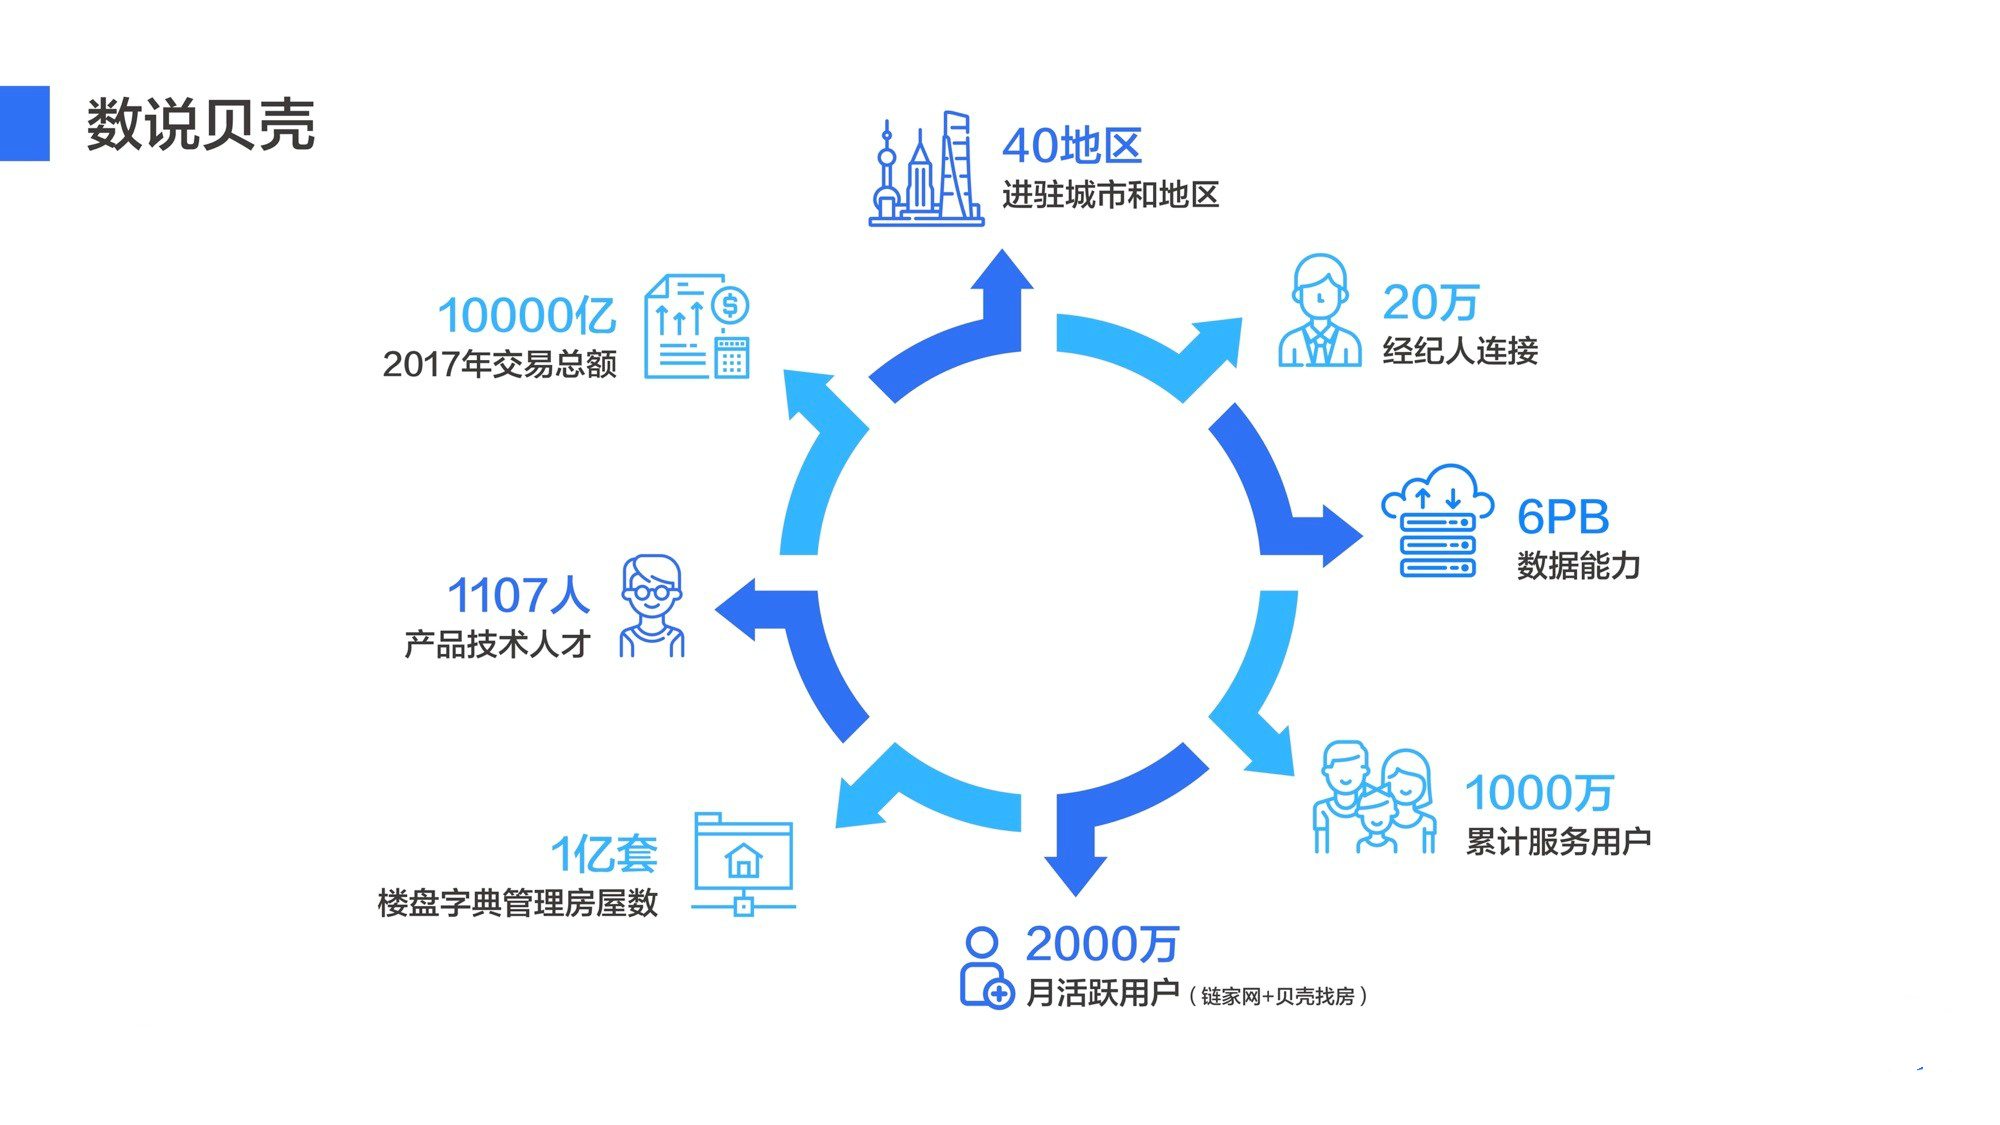 数说贝壳
40地区
进驻城市和地区
20万
经纪人连接
6PB
数据能力
1000万
累计服务用户
2000万
月活跃用户（链家网+贝壳找房）
1亿套
楼盘字典管理房屋数
1107人
产品技术人才
10000亿
2017年交易总额
$